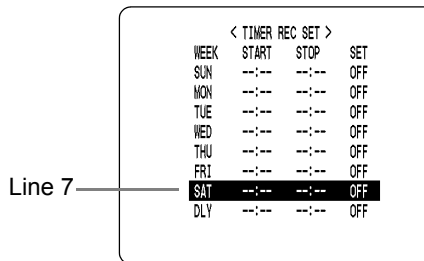 < TIMER REC SET >
WEEK START STOP SET
SUN --:-- --:-- OFF
MON --:-- --:-- OFF
TUE --:-- --:-- OFF
WED --:-- --:-- OFF
THU --:-- --:-- OFF
FRI --:-- --:-- OFF
Line 7 SAT --:-- --:-- OFF
DLY --:-- --:-- OFF